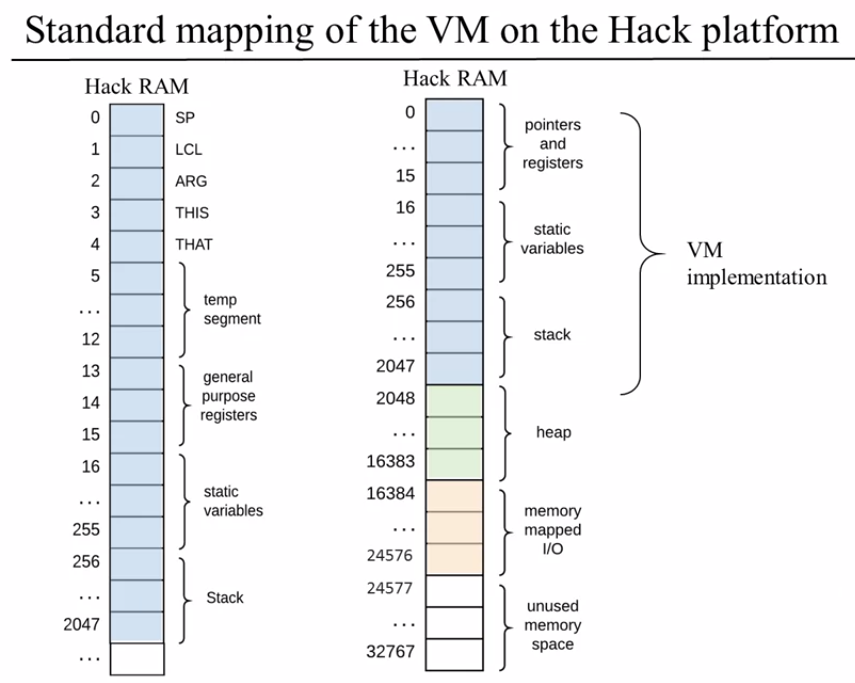 Standard mapping of the VM on the Hack platform
Hack RAM
0 SP
1 LCL
2 ARG
3 THIS
4 THAT
5
...
12
temp
segment
13
14
15
general
purpose
registers
16
...
255
static
variables
256
...
2047
Stack
...
Hack RAM
0
...
15
pointers
and
registers
16
...
255
static
variables
256
...
2047
stack
2048
...
16383
heap
16384
...
24576
memory
mapped
I/O
24577
...
32767
unused
memory
space
VM
implementation